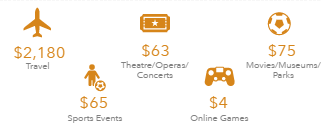 $2,180
Travel
$63
Theatre/Operas/
Concerts
$75
Movies/Museums/
Parks
$65
Sports Events
$4
Online Games